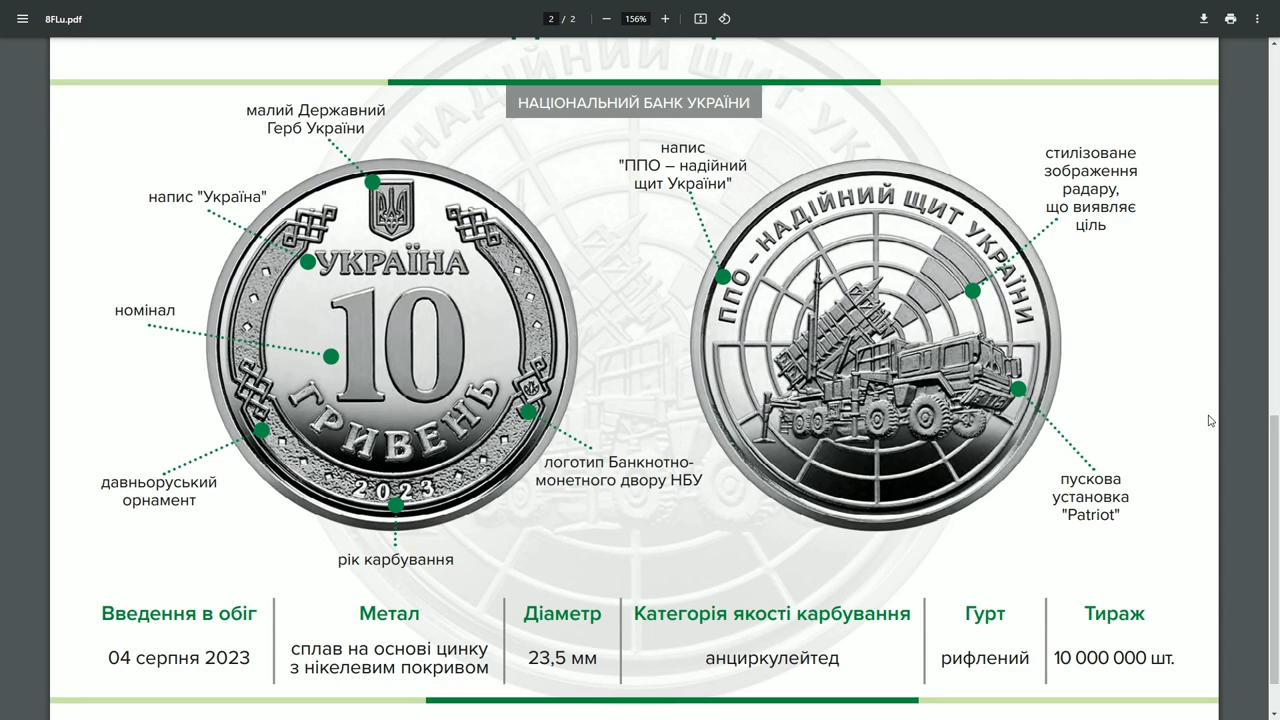 8FLu.pdf
2 / 2
156%
НАЦІОНАЛЬНИЙ БАНК УКРАЇНИ
малий Державний
Герб України
напис "Україна"
номінал
давньоруський
орнамент
рік карбування
логотип Банкнотно-
монетного двору НБУ
УКРАЇНА
10
ГРИВЕНЬ
2023
напис
"ППО – надійний
щит України"
стилізоване
зображення
радару,
що виявляє
ціль
ППО – НАДІЙНИЙ ЩИТ УКРАЇНИ
пускова
установка
"Patriot"
Введення в обіг
Метал
Діаметр
Категорія якості карбування
Гурт
Тираж
04 серпня 2023
сплав на основі цинку
з нікелевим покривом
23,5 мм
анциркулейтед
рифлений
10 000 000 шт.